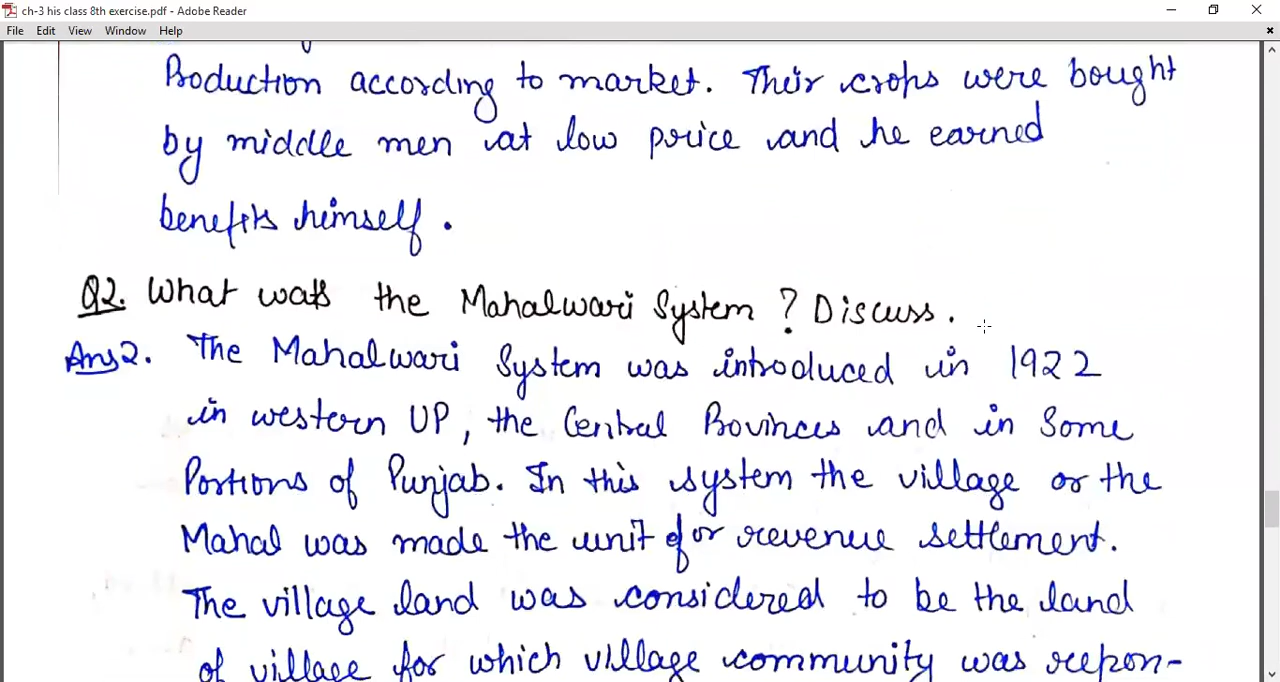 ch-3 his class 8th exercise.pdf - Adobe Reader
File Edit View Window Help
Production according to market. Their crops were bought
by middle men at low price and he earned
benefits himself.
Q2. What was the Mahalwari System ? Discuss.
Ans2. The Mahalwari System was introduced in 1922
in western UP, the Central Provinces and in Some
Portions of Punjab. In this system the village or the
Mahal was made the unit for revenue settlement.
The village land was considered to be the land
of village for which village community was respon-